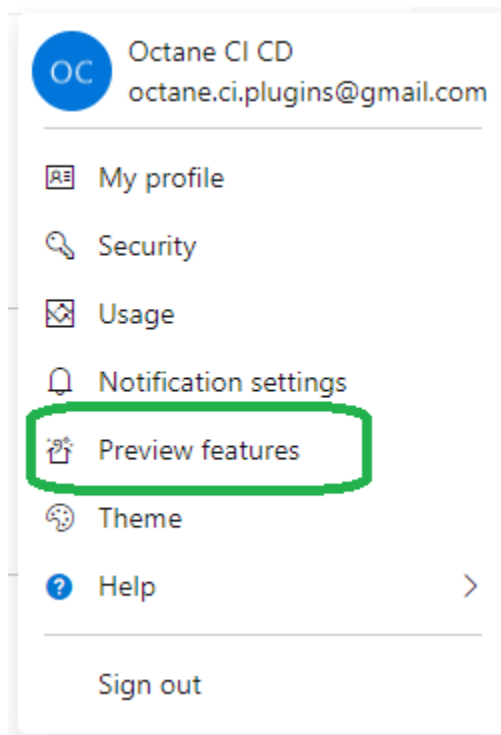 OC
Octane CI CD
octane.ci.plugins@gmail.com
My profile
Security
Usage
Notification settings
Preview features
Theme
Help
Sign out